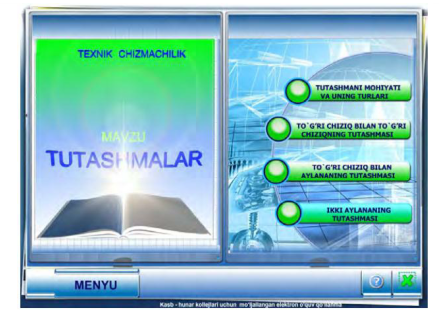 TEXNIK CHIZMACHILIK
MAVZU
TUTASHMALAR
TUTASHMANI MOHIYATI
VA UNING TURLARI
TO`G'RI CHIZIQ BILAN TO`G'RI
CHIZIQNING TUTASHMASI
TO`G'RI CHIZIQ BILAN
AYLANANING TUTASHMASI
IKKI AYLANANING
TUTASHMASI
MENYU
?
Kasb - hunar kollejlari uchun mo'ljallangan elektron o'quv qo'llanma